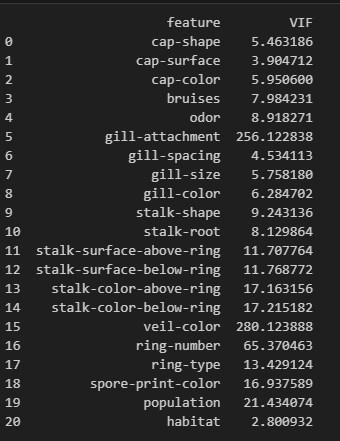 feature VIF
0 cap-shape 5.463186
1 cap-surface 3.904712
2 cap-color 5.950600
3 bruises 7.984231
4 odor 8.918271
5 gill-attachment 256.122838
6 gill-spacing 4.534113
7 gill-size 5.758180
8 gill-color 6.284702
9 stalk-shape 9.243136
10 stalk-root 8.129864
11 stalk-surface-above-ring 11.707764
12 stalk-surface-below-ring 11.768772
13 stalk-color-above-ring 17.163156
14 stalk-color-below-ring 17.215182
15 veil-color 280.123888
16 ring-number 65.370463
17 ring-type 13.429124
18 spore-print-color 16.937589
19 population 21.434074
20 habitat 2.800932